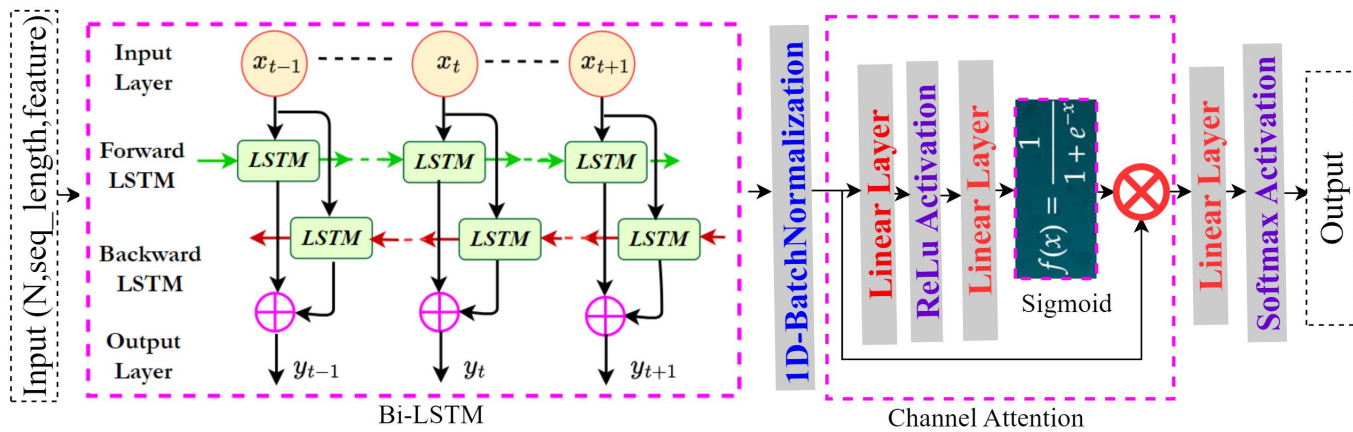 Input (N,seq_length,feature)
Input
Layer
x_{t-1}
x_t
x_{t+1}
Forward
LSTM
LSTM
LSTM
LSTM
Backward
LSTM
LSTM
LSTM
LSTM
Output
Layer
y_{t-1}
y_t
y_{t+1}
Bi-LSTM
1D-BatchNormalization
Linear Layer
ReLu Activation
Linear Layer
f(x) = \frac{1}{1 + e^{-x}}
Sigmoid
Channel Attention
Linear Layer
Softmax Activation
Output